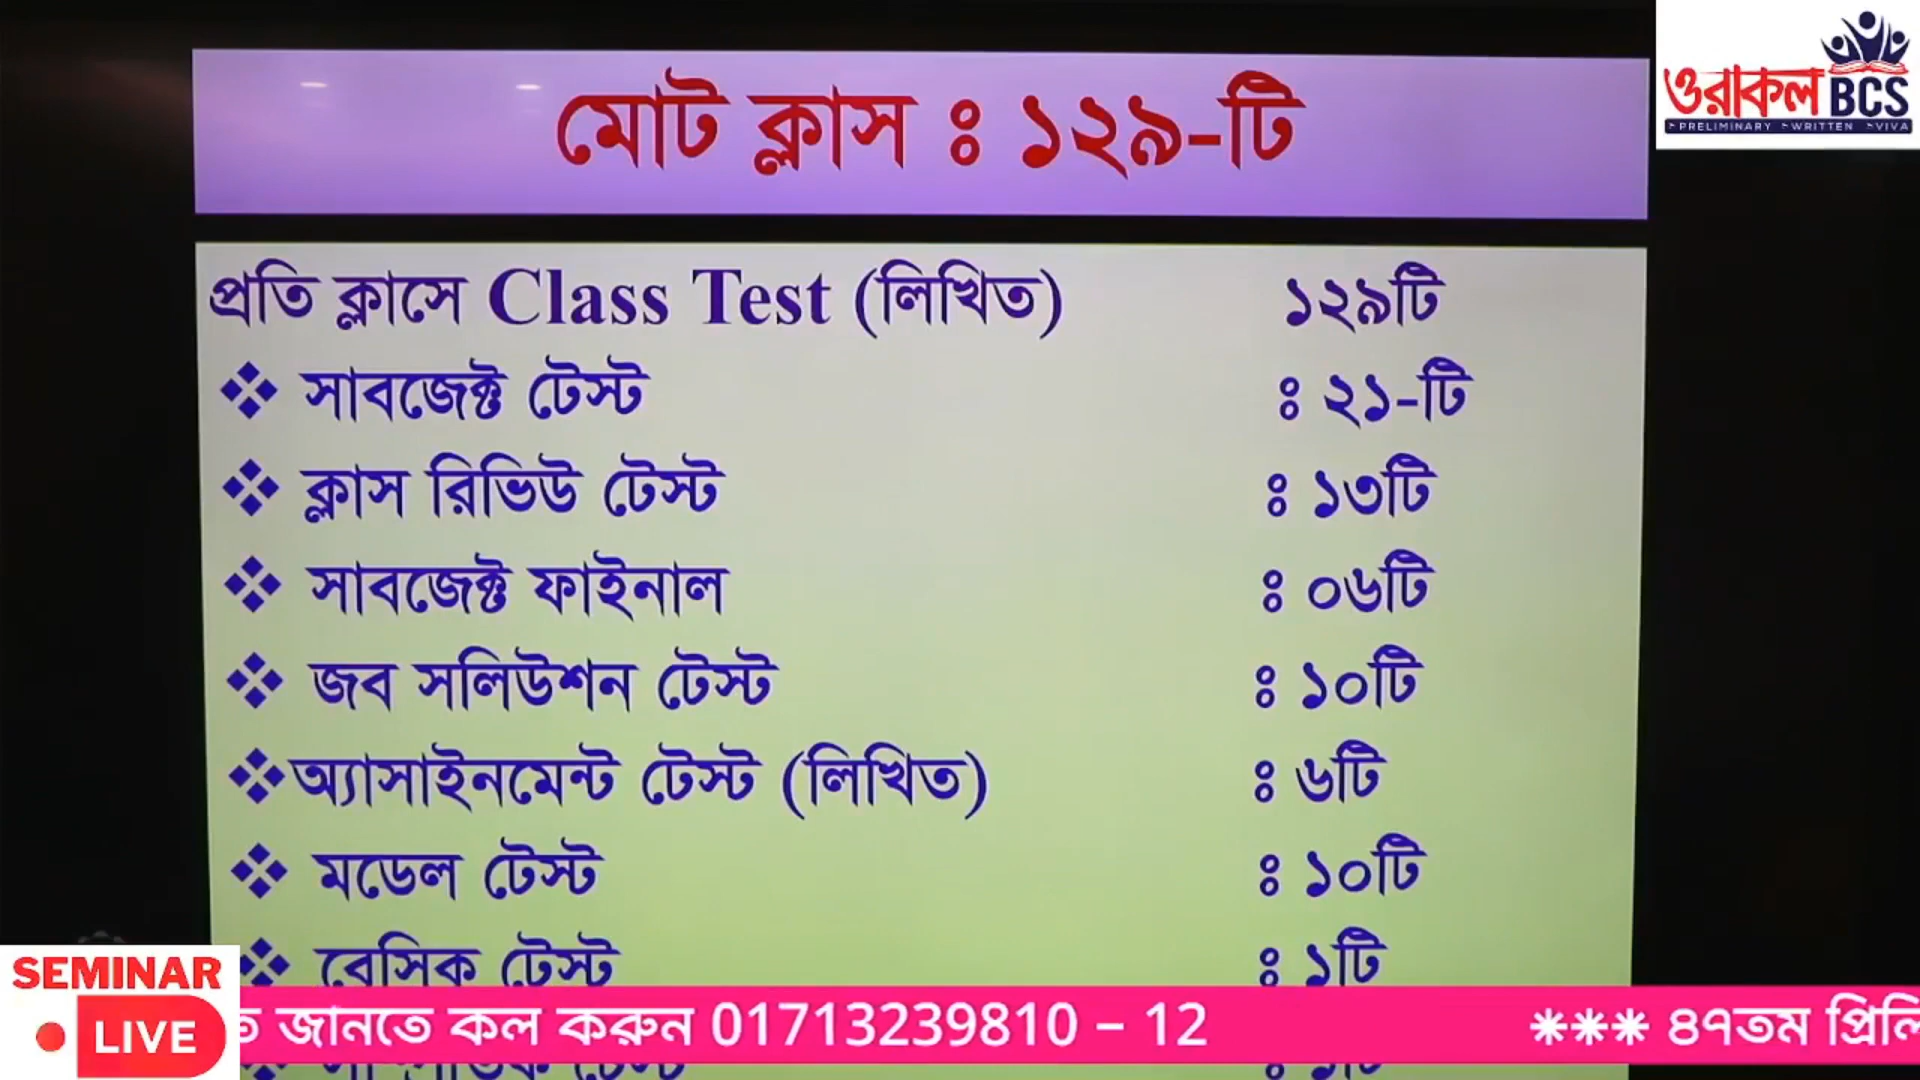 মোট ক্লাস ঃ ১২৯-টি
ওরাকল BCS
PRELIMINARY WRITTEN VIVA
প্রতি ক্লাসে Class Test (লিখিত) ১২৯টি
❖ সাবজেক্ট টেস্ট ঃ ২১-টি
❖ ক্লাস রিভিউ টেস্ট ঃ ১৩টি
❖ সাবজেক্ট ফাইনাল ঃ ০৬টি
❖ জব সলিউশন টেস্ট ঃ ১০টি
❖ অ্যাসাইনমেন্ট টেস্ট (লিখিত) ঃ ৬টি
❖ মডেল টেস্ট ঃ ১০টি
❖ বেসিক টেস্ট ঃ ১টি
SEMINAR
LIVE
জানতে কল করুন 01713239810 – 12 *** ৪৭তম